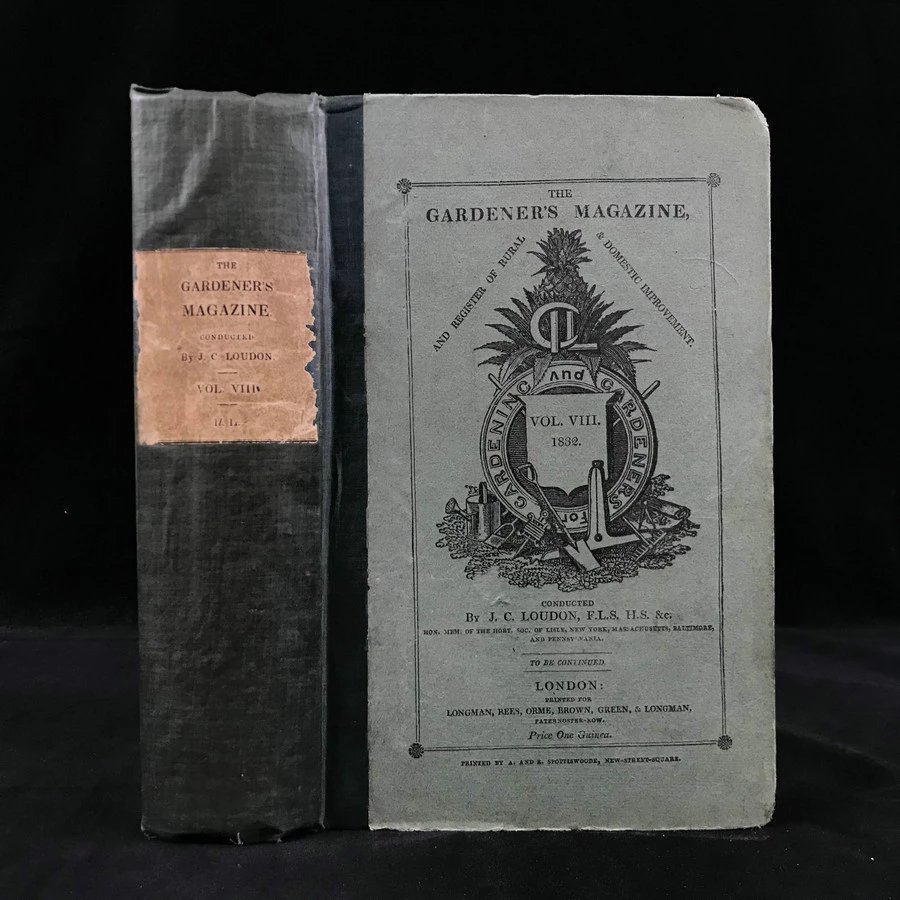 THE
GARDENER'S
MAGAZINE.
CONDUCTED
By J. C. LOUDON
VOL. VIII.
THE
GARDENER'S MAGAZINE,
AND REGISTER OF RURAL
& DOMESTIC IMPROVEMENT.
GARDENING And GARDENERS
For
VOL. VIII.
1832.
CONDUCTED
By J. C. LOUDON, F.L.S. H.S. &c.
HON. MEM. OF THE HORT. SOC. OF LISLE, NEW YORK, MASSACHUSETTS, BALTIMORE,
AND PENNSYLVANIA.
TO BE CONTINUED.
LONDON:
PRINTED FOR
LONGMAN, REES, ORME, BROWN, GREEN, & LONGMAN,
PATERNOSTER-ROW.
Price One Guinea.
PRINTED BY A. AND R. SPOTTISWOODE, NEW-STREET-SQUARE.